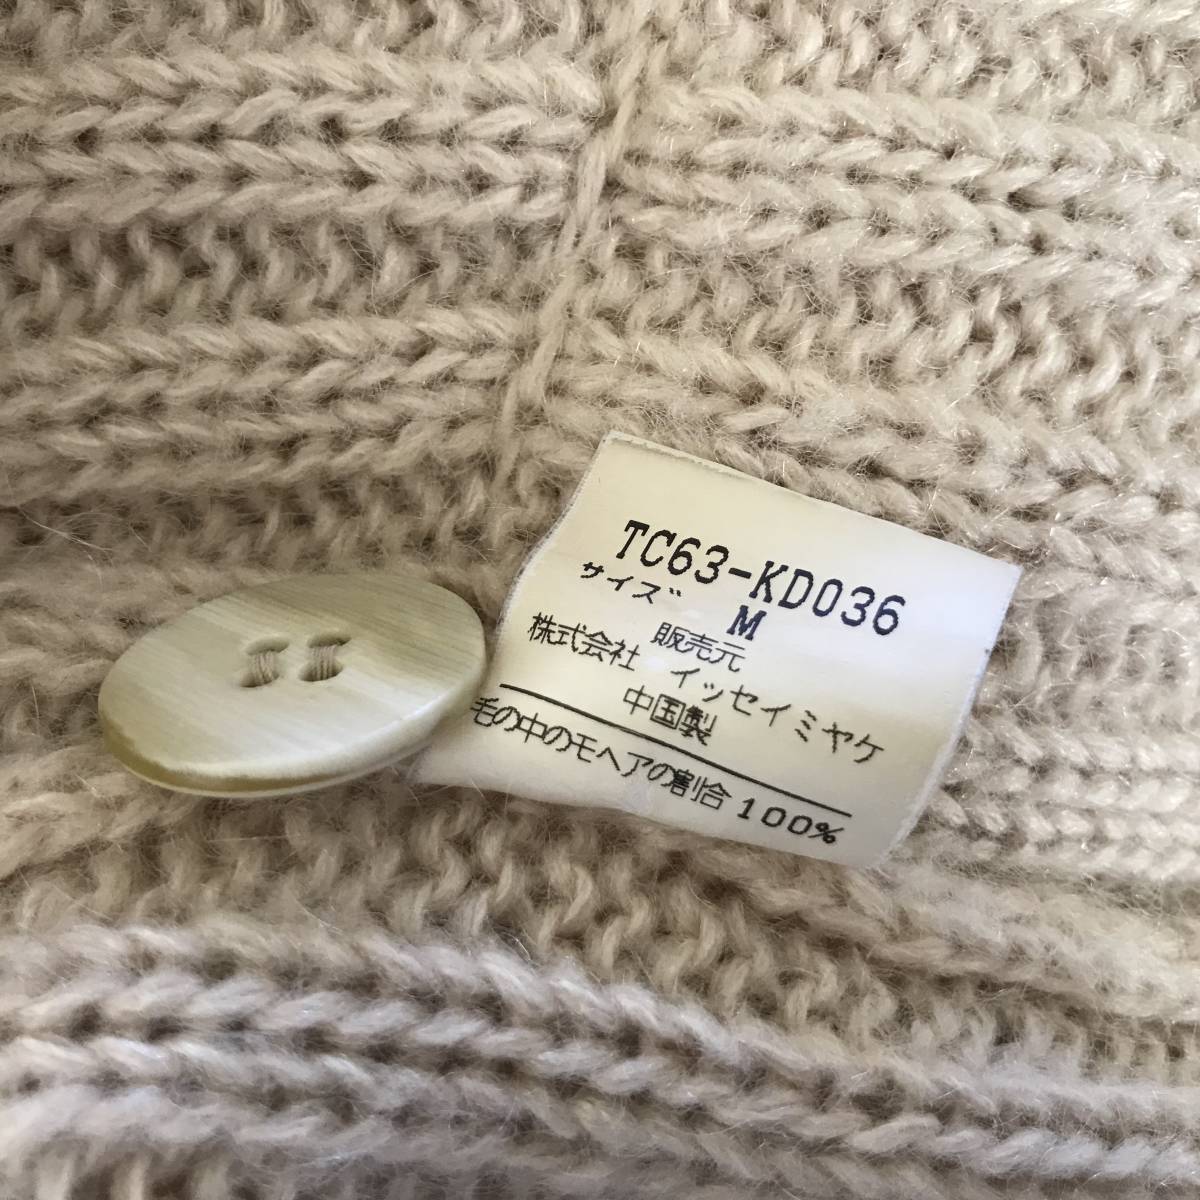 TC63-KD036
サイズ M
販売元
株式会社 イッセイミヤケ
中国製
毛の中のモヘアの割合 100%